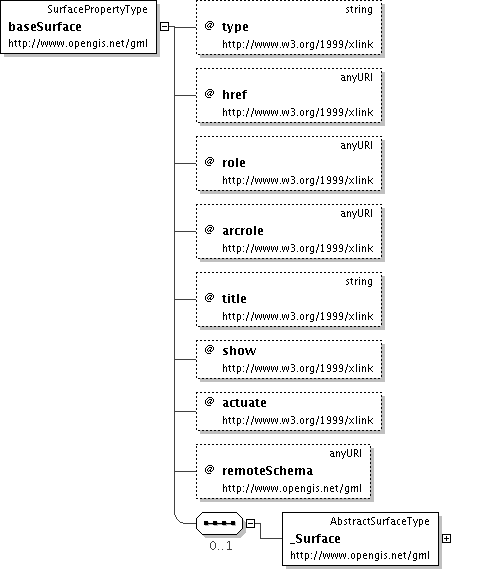 SurfacePropertyType
baseSurface
http://www.opengis.net/gml
string
@ type
http://www.w3.org/1999/xlink
anyURI
@ href
http://www.w3.org/1999/xlink
anyURI
@ role
http://www.w3.org/1999/xlink
anyURI
@ arcrole
http://www.w3.org/1999/xlink
string
@ title
http://www.w3.org/1999/xlink
@ show
http://www.w3.org/1999/xlink
@ actuate
http://www.w3.org/1999/xlink
anyURI
@ remoteSchema
http://www.opengis.net/gml
0..1
AbstractSurfaceType
_Surface
http://www.opengis.net/gml